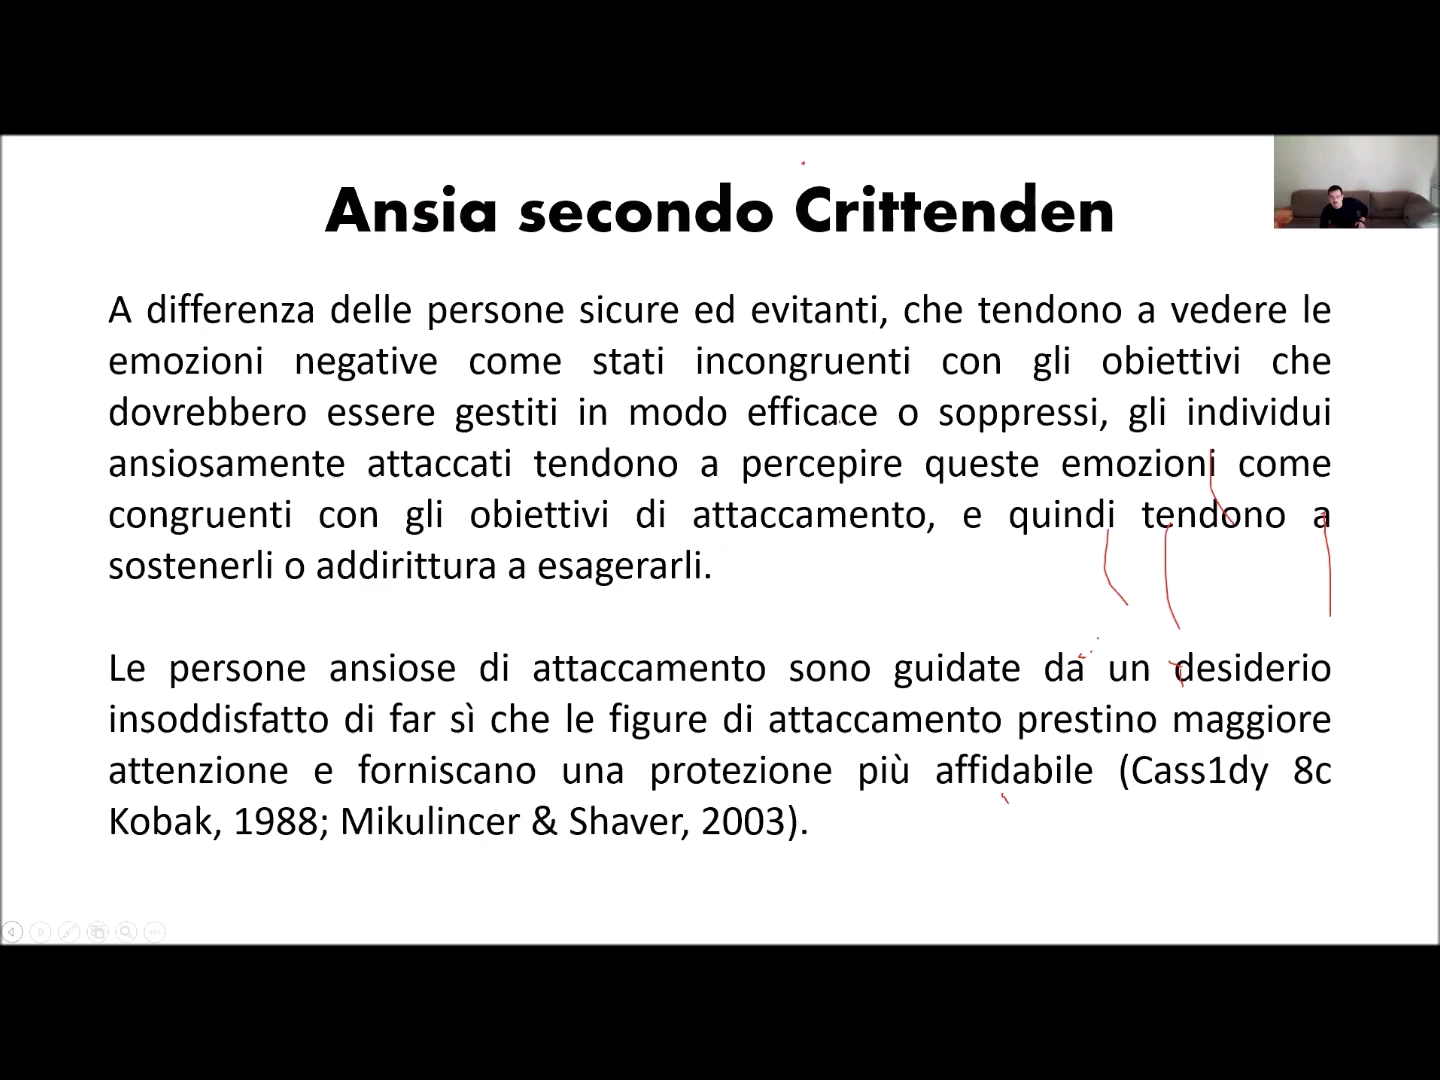 Ansia secondo Crittenden
A differenza delle persone sicure ed evitanti, che tendono a vedere le
emozioni negative come stati incongruenti con gli obiettivi che
dovrebbero essere gestiti in modo efficace o soppressi, gli individui
ansiosamente attaccati tendono a percepire queste emozioni come
congruenti con gli obiettivi di attaccamento, e quindi tendono a
sostenerli o addirittura a esagerarli.
Le persone ansiose di attaccamento sono guidate da un desiderio
insoddisfatto di far sì che le figure di attaccamento prestino maggiore
attenzione e forniscano una protezione più affidabile (Cass1dy 8c
Kobak, 1988; Mikulincer & Shaver, 2003).